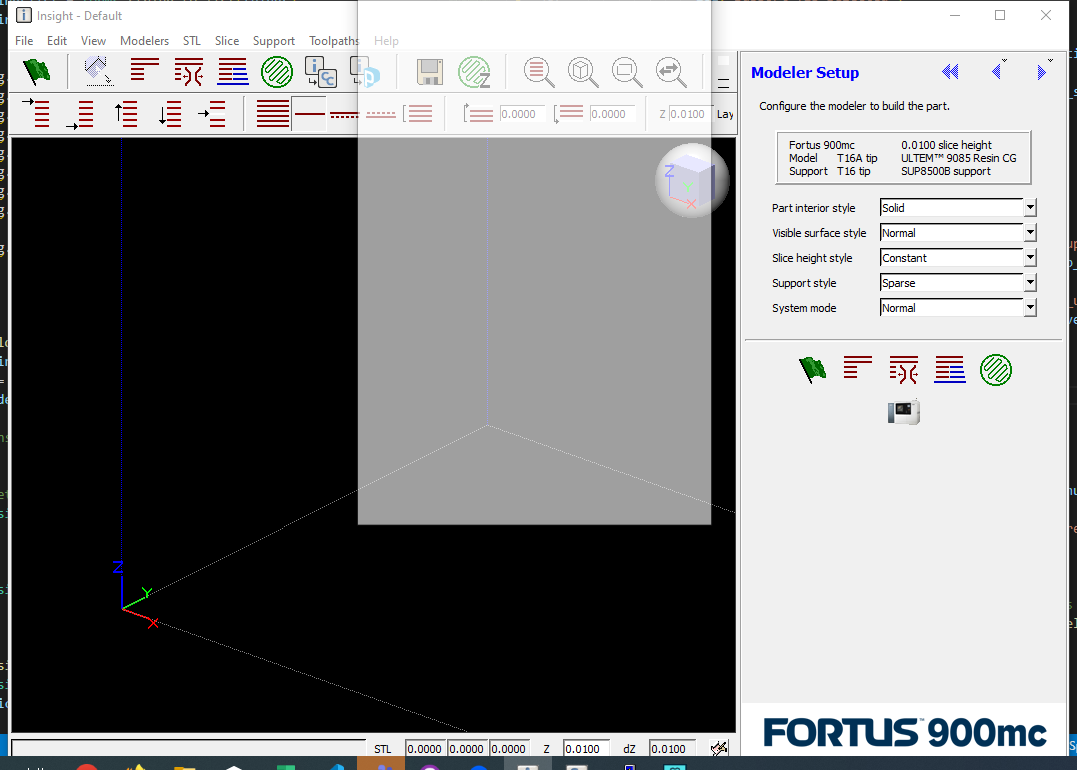 Insight - Default
File Edit View Modelers STL Slice Support Toolpaths Help
0.0000 0.0000 Z 0.0100 Lay
Z
Y
X
Z
Y
X
STL 0.0000 0.0000 0.0000 Z 0.0100 dZ 0.0100
Modeler Setup
Configure the modeler to build the part.
Fortus 900mc 0.0100 slice height
Model T16A tip ULTEM™ 9085 Resin CG
Support T16 tip SUP8500B support
Part interior style Solid
Visible surface style Normal
Slice height style Constant
Support style Sparse
System mode Normal
FORTUS™ 900mc